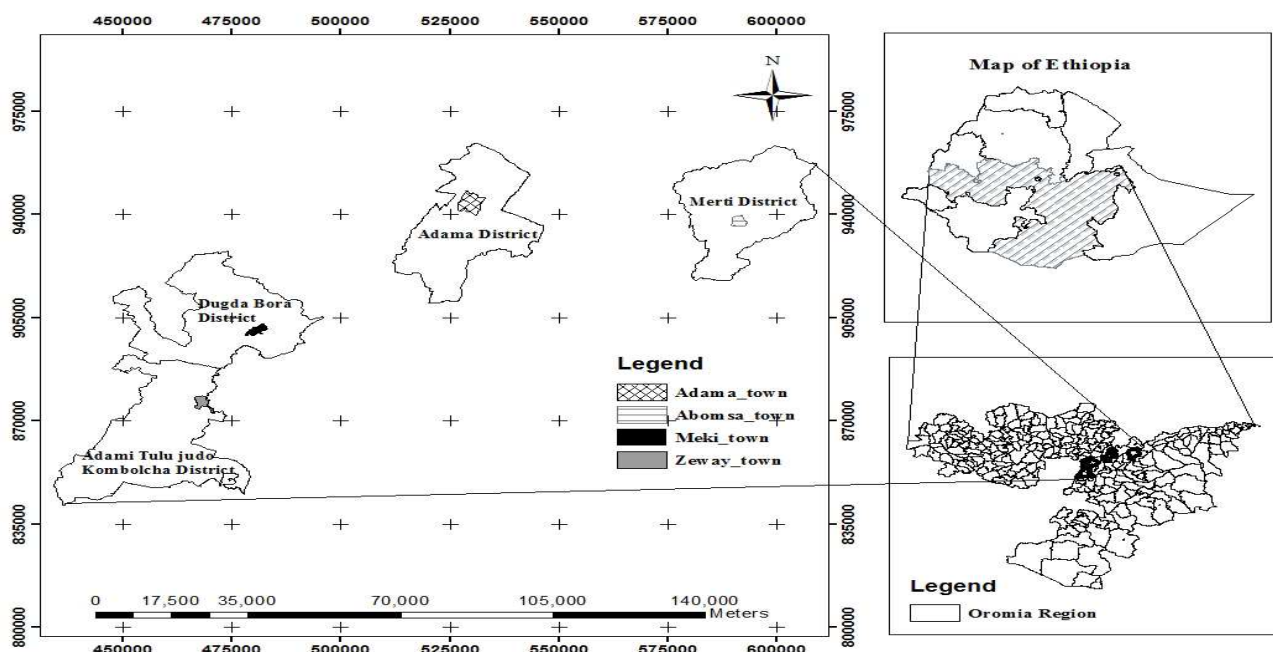 450000 475000 500000 525000 550000 575000 600000
N
975000 975000
940000 940000
905000 905000
870000 870000
835000 835000
800000 800000
Merti District
Adama District
Dugda Bora
District
Adami Tulu judo
Kombolcha District
Legend
Adama_town
Abomsa_town
Meki_town
Zeway_town
0 17,500 35,000 70,000 105,000 140,000
Meters
450000 475000 500000 525000 550000 575000 600000
Map of Ethiopia
Legend
Oromia Region